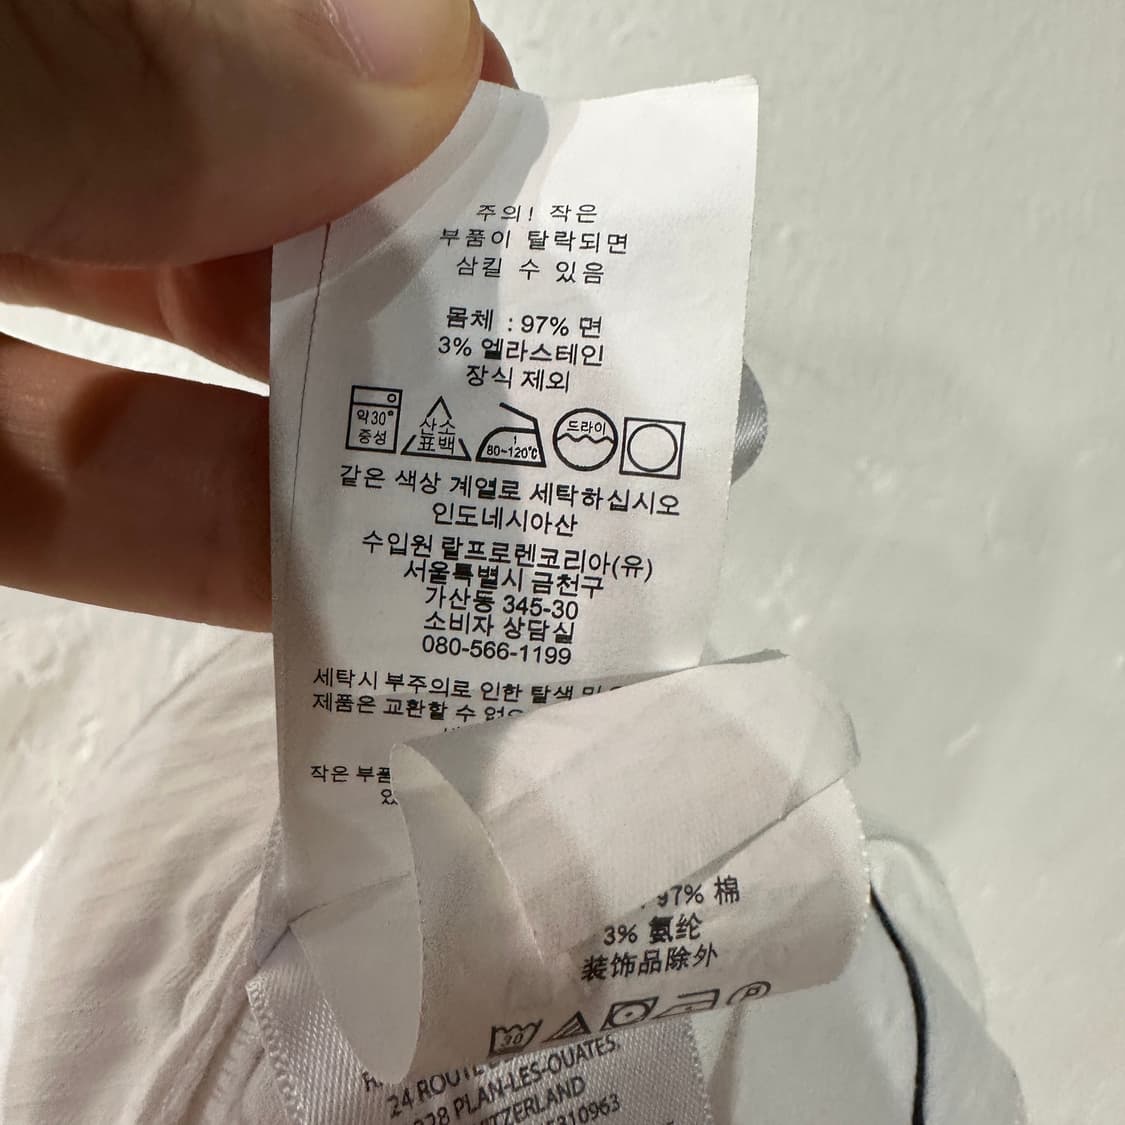 주의! 작은
부품이 탈락되면
삼킬 수 있음
몸체 : 97% 면
3% 엘라스테인
장식 제외
약30°
중성
산소
표백
1
80~120℃
드라이
같은 색상 계열로 세탁하십시오
인도네시아산
수입원 랄프로렌코리아(유)
서울특별시 금천구
가산동 345-30
소비자 상담실
080-566-1199
세탁시 부주의로 인한 탈색 및
제품은 교환할 수
작은 부품
97% 棉
3% 氨纶
装饰品除外
30
P
24 ROUTE
PLAN-LES-OUATES,